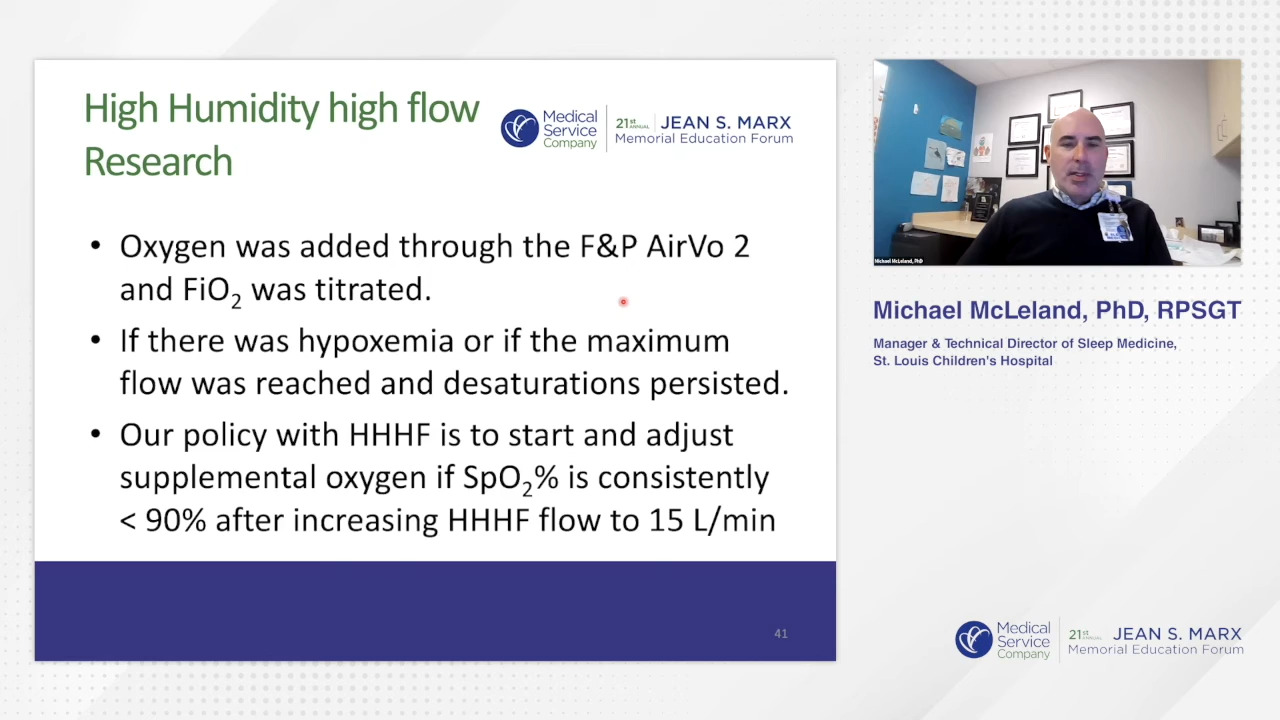 High Humidity high flow
Research
Medical
Service
Company
21st ANNUAL JEAN S. MARX
Memorial Education Forum
• Oxygen was added through the F&P AirVo 2
and FiO₂ was titrated.
• If there was hypoxemia or if the maximum
flow was reached and desaturations persisted.
• Our policy with HHHF is to start and adjust
supplemental oxygen if SpO₂% is consistently
< 90% after increasing HHHF flow to 15 L/min
41
Michael McLeland, PhD
Michael McLeland, PhD, RPSGT
Manager & Technical Director of Sleep Medicine,
St. Louis Children's Hospital
Medical
Service
Company
21st ANNUAL JEAN S. MARX
Memorial Education Forum